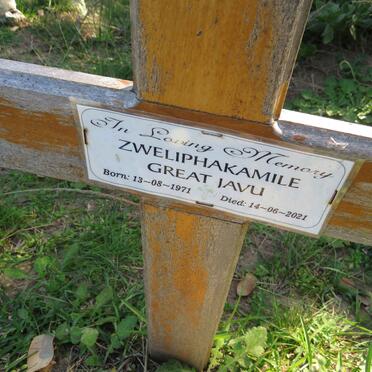 In Loving Memory
ZWELIPHAKAMILE
GREAT JAVU
Born: 13-08-1971 Died: 14-06-2021